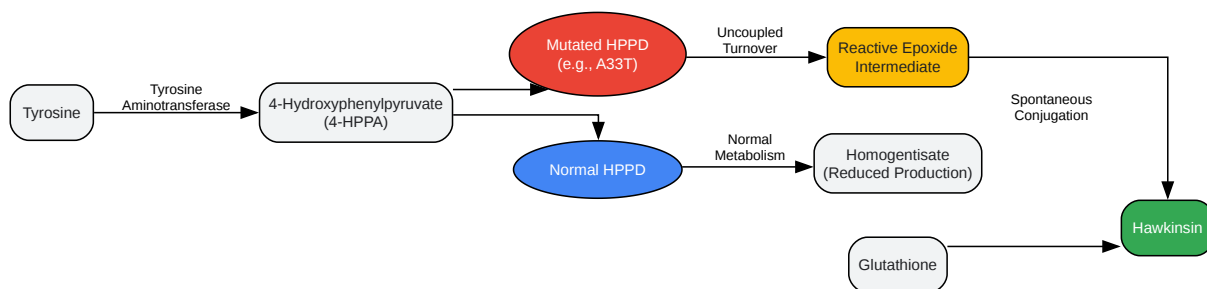 Tyrosine
Tyrosine
Aminotransferase
4-Hydroxyphenylpyruvate
(4-HPPA)
Mutated HPPD
(e.g., A33T)
Uncoupled
Turnover
Reactive Epoxide
Intermediate
Normal HPPD
Normal
Metabolism
Homogentisate
(Reduced Production)
Spontaneous
Conjugation
Glutathione
Hawkinsin